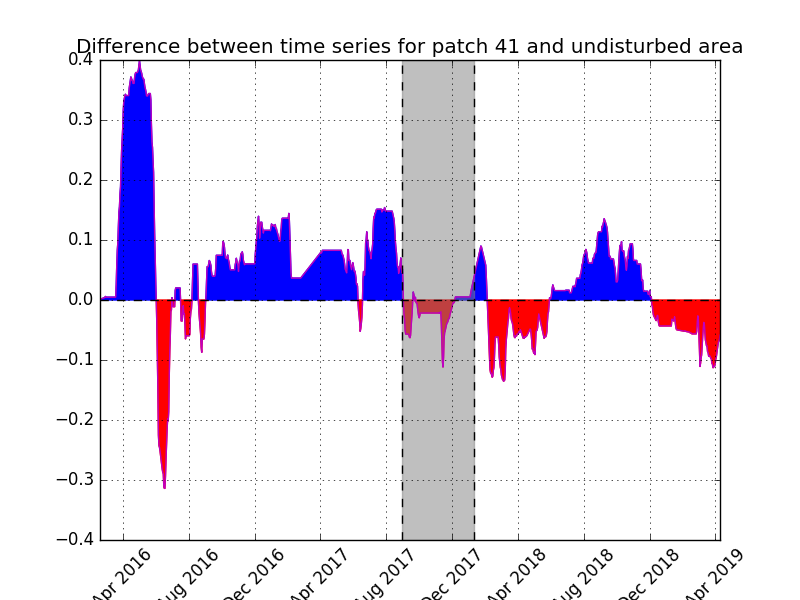 Difference between time series for patch 41 and undisturbed area
0.4
0.3
0.2
0.1
0.0
−0.1
−0.2
−0.3
−0.4
Apr 2016
Aug 2016
Dec 2016
Apr 2017
Aug 2017
Dec 2017
Apr 2018
Aug 2018
Dec 2018
Apr 2019